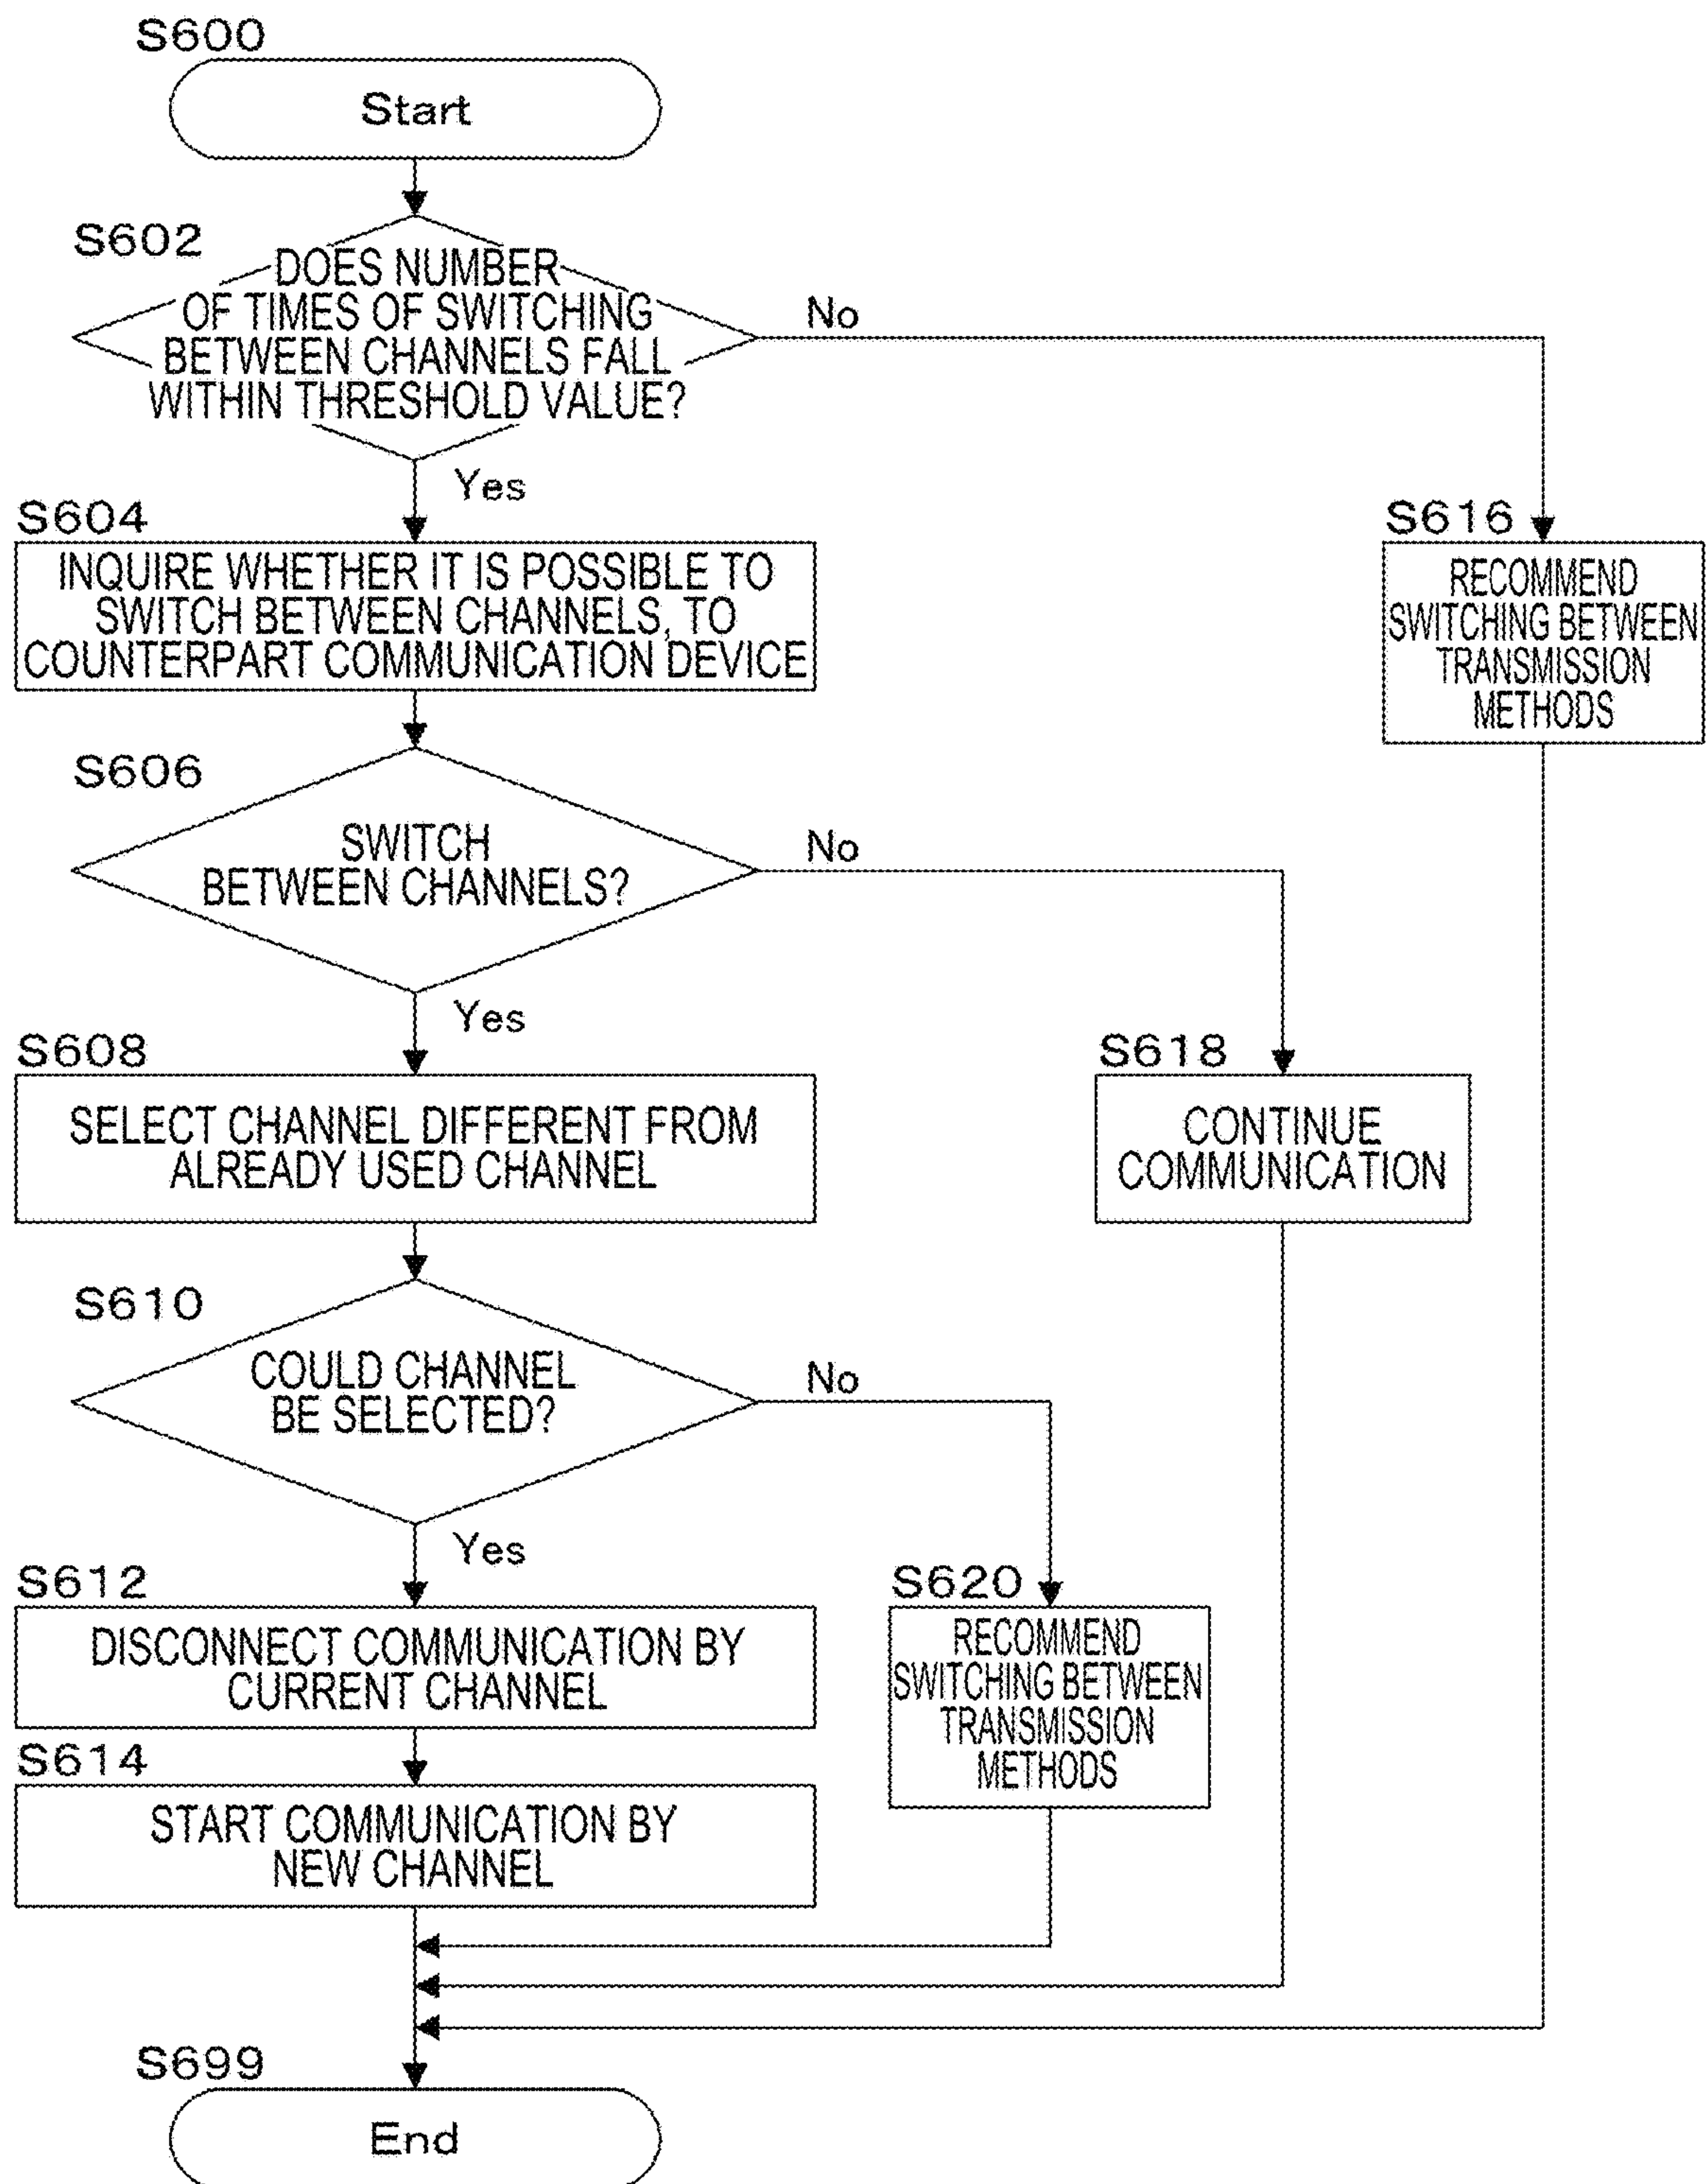 S600
Start
S602
DOES NUMBER
OF TIMES OF SWITCHING
BETWEEN CHANNELS FALL
WITHIN THRESHOLD VALUE?
No
Yes
S604
INQUIRE WHETHER IT IS POSSIBLE TO
SWITCH BETWEEN CHANNELS, TO
COUNTERPART COMMUNICATION DEVICE
S616
RECOMMEND
SWITCHING BETWEEN
TRANSMISSION
METHODS
S606
SWITCH
BETWEEN CHANNELS?
No
Yes
S608
SELECT CHANNEL DIFFERENT FROM
ALREADY USED CHANNEL
S618
CONTINUE
COMMUNICATION
S610
COULD CHANNEL
BE SELECTED?
No
Yes
S612
DISCONNECT COMMUNICATION BY
CURRENT CHANNEL
S620
RECOMMEND
SWITCHING BETWEEN
TRANSMISSION
METHODS
S614
START COMMUNICATION BY
NEW CHANNEL
S699
End